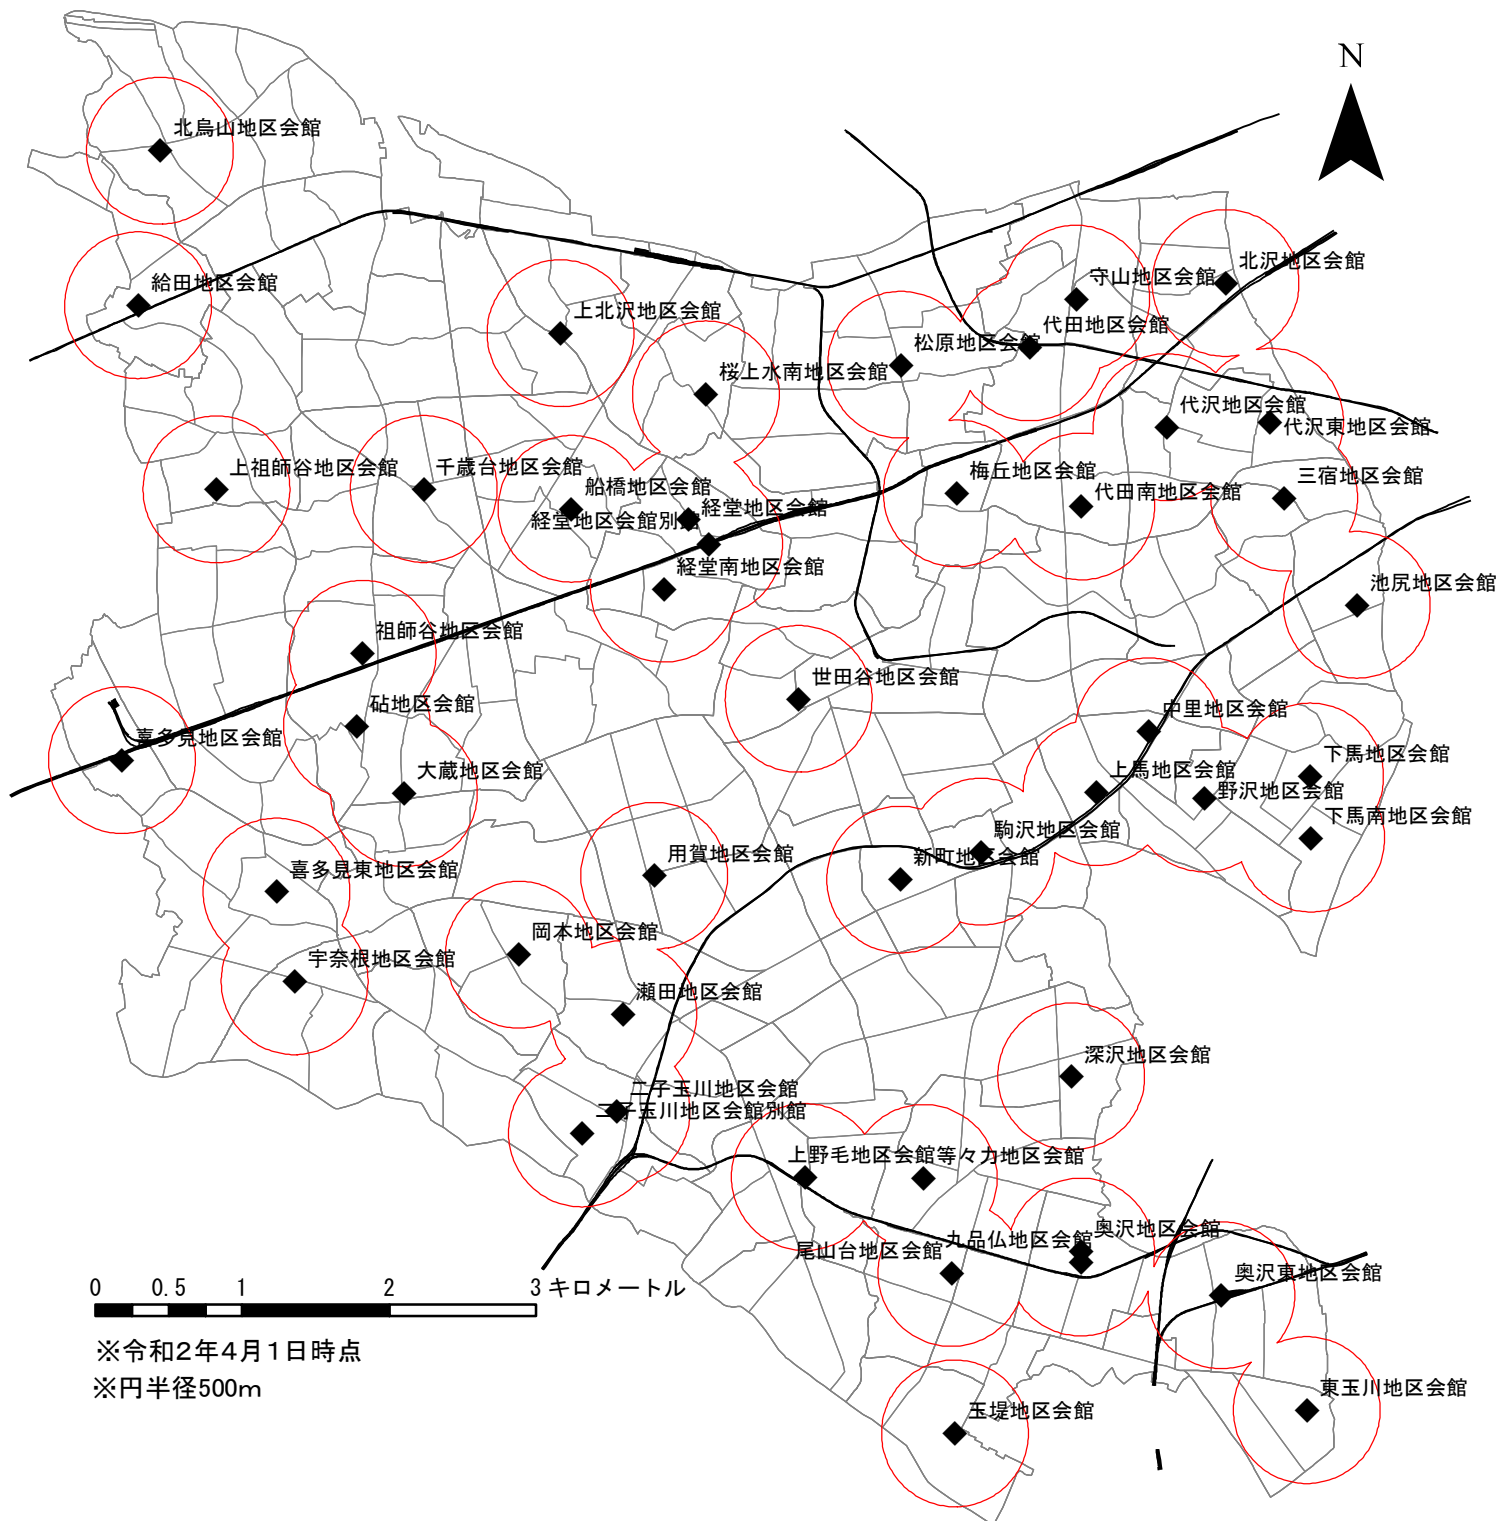 N
北烏山地区会館
北沢地区会館
守山地区会館
給田地区会館
上北沢地区会館
代田地区会館
松原地区会館
桜上水南地区会館
代沢地区会館
代沢東地区会館
上祖師谷地区会館
千歳台地区会館
梅丘地区会館
三宿地区会館
船橋地区会館
代田南地区会館
経堂地区会館
経堂地区会館別館
経堂南地区会館
池尻地区会館
祖師谷地区会館
世田谷地区会館
砧地区会館
中里地区会館
喜多見地区会館
下馬地区会館
大蔵地区会館
上馬地区会館
野沢地区会館
下馬南地区会館
駒沢地区会館
用賀地区会館
新町地区会館
喜多見東地区会館
岡本地区会館
宇奈根地区会館
瀬田地区会館
深沢地区会館
二子玉川地区会館
二子玉川地区会館別館
上野毛地区会館
等々力地区会館
奥沢地区会館
九品仏地区会館
尾山台地区会館
奥沢東地区会館
0 0.5 1 2 3 キロメートル
※令和2年4月1日時点
※円半径500m
東玉川地区会館
玉堤地区会館